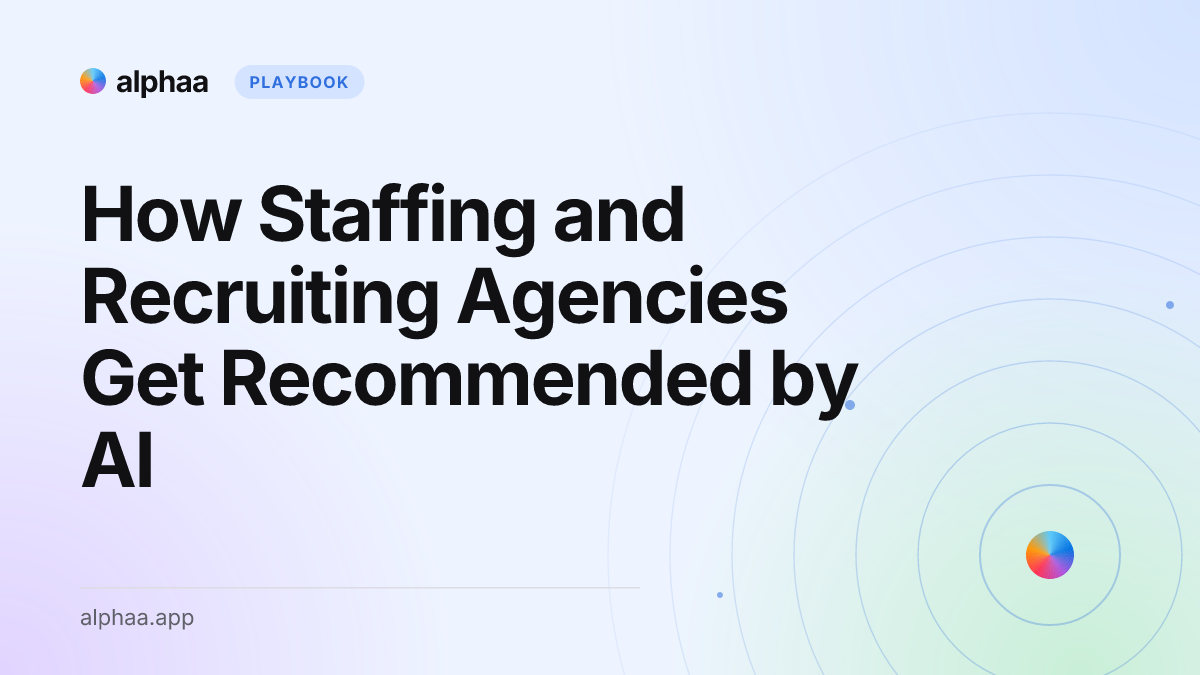 alphaa PLAYBOOK
How Staffing and
Recruiting Agencies
Get Recommended by
AI
alphaa.app